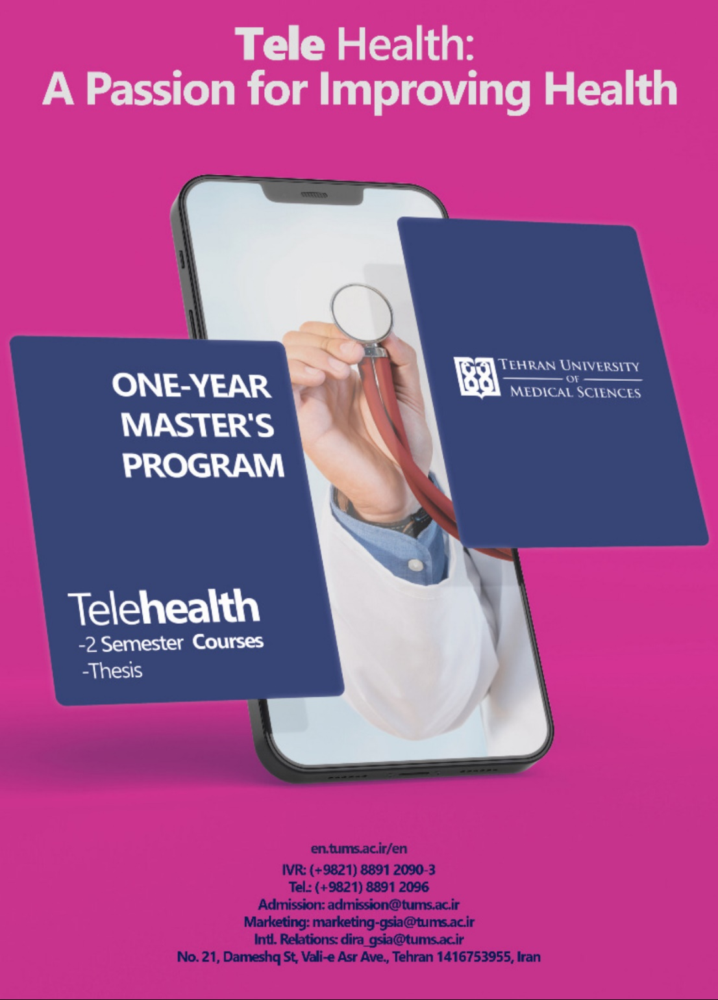 Tele Health:
A Passion for Improving Health
TEHRAN UNIVERSITY
OF
MEDICAL SCIENCES
ONE-YEAR
MASTER'S
PROGRAM
Telehealth
-2 Semester Courses
-Thesis
en.tums.ac.ir/en
IVR: (+9821) 8891 2090-3
Tel.: (+9821) 8891 2096
Admission: admission@tums.ac.ir
Marketing: marketing-gsia@tums.ac.ir
Intl. Relations: dira_gsia@tums.ac.ir
No. 21, Dameshq St, Vali-e Asr Ave., Tehran 1416753955, Iran